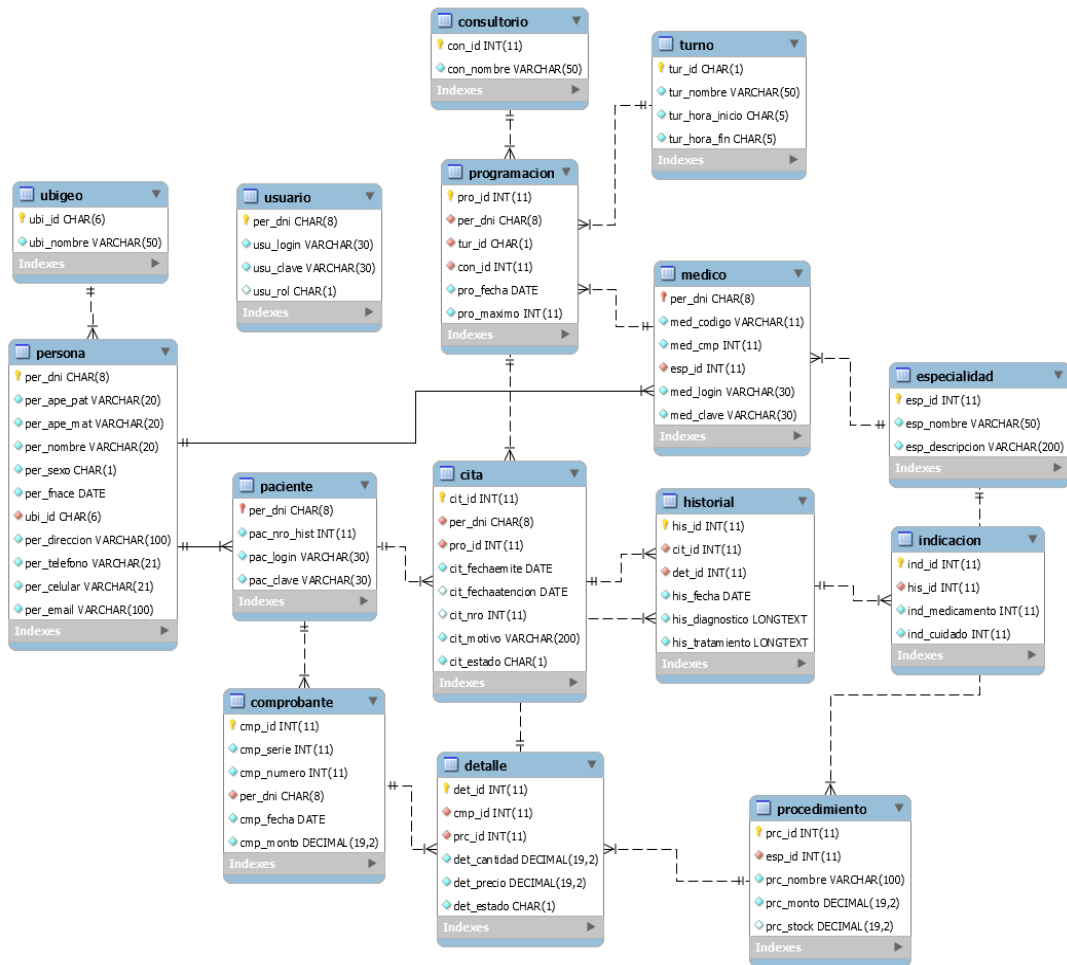 consultorio
con_id INT(11)
con_nombre VARCHAR(50)
Indexes
turno
tur_id CHAR(1)
tur_nombre VARCHAR(50)
tur_hora_inicio CHAR(5)
tur_hora_fin CHAR(5)
Indexes
programacion
pro_id INT(11)
per_dni CHAR(8)
tur_id CHAR(1)
con_id INT(11)
pro_fecha DATE
pro_maximo INT(11)
Indexes
ubigeo
ubi_id CHAR(6)
ubi_nombre VARCHAR(50)
Indexes
usuario
per_dni CHAR(8)
usu_login VARCHAR(30)
usu_clave VARCHAR(30)
usu_rol CHAR(1)
Indexes
medico
per_dni CHAR(8)
med_codigo VARCHAR(11)
med_cmp INT(11)
esp_id INT(11)
med_login VARCHAR(30)
med_clave VARCHAR(30)
Indexes
persona
per_dni CHAR(8)
per_ape_pat VARCHAR(20)
per_ape_mat VARCHAR(20)
per_nombre VARCHAR(20)
per_sexo CHAR(1)
per_fnace DATE
ubi_id CHAR(6)
per_direccion VARCHAR(100)
per_telefono VARCHAR(21)
per_celular VARCHAR(21)
per_email VARCHAR(100)
Indexes
especialidad
esp_id INT(11)
esp_nombre VARCHAR(50)
esp_descripcion VARCHAR(200)
Indexes
paciente
per_dni CHAR(8)
pac_nro_hist INT(11)
pac_login VARCHAR(30)
pac_clave VARCHAR(30)
Indexes
cita
cit_id INT(11)
per_dni CHAR(8)
pro_id INT(11)
cit_fechaemite DATE
cit_fechaatencion DATE
cit_nro INT(11)
cit_motivo VARCHAR(200)
cit_estado CHAR(1)
Indexes
historial
his_id INT(11)
cit_id INT(11)
det_id INT(11)
his_fecha DATE
his_diagnostico LONGTEXT
his_tratamiento LONGTEXT
Indexes
indicacion
ind_id INT(11)
his_id INT(11)
ind_medicamento INT(11)
ind_cuidado INT(11)
Indexes
comprobante
cmp_id INT(11)
cmp_serie INT(11)
cmp_numero INT(11)
per_dni CHAR(8)
cmp_fecha DATE
cmp_monto DECIMAL(19,2)
Indexes
detalle
det_id INT(11)
cmp_id INT(11)
prc_id INT(11)
det_cantidad DECIMAL(19,2)
det_precio DECIMAL(19,2)
det_estado CHAR(1)
Indexes
procedimiento
prc_id INT(11)
esp_id INT(11)
prc_nombre VARCHAR(100)
prc_monto DECIMAL(19,2)
prc_stock DECIMAL(19,2)
Indexes